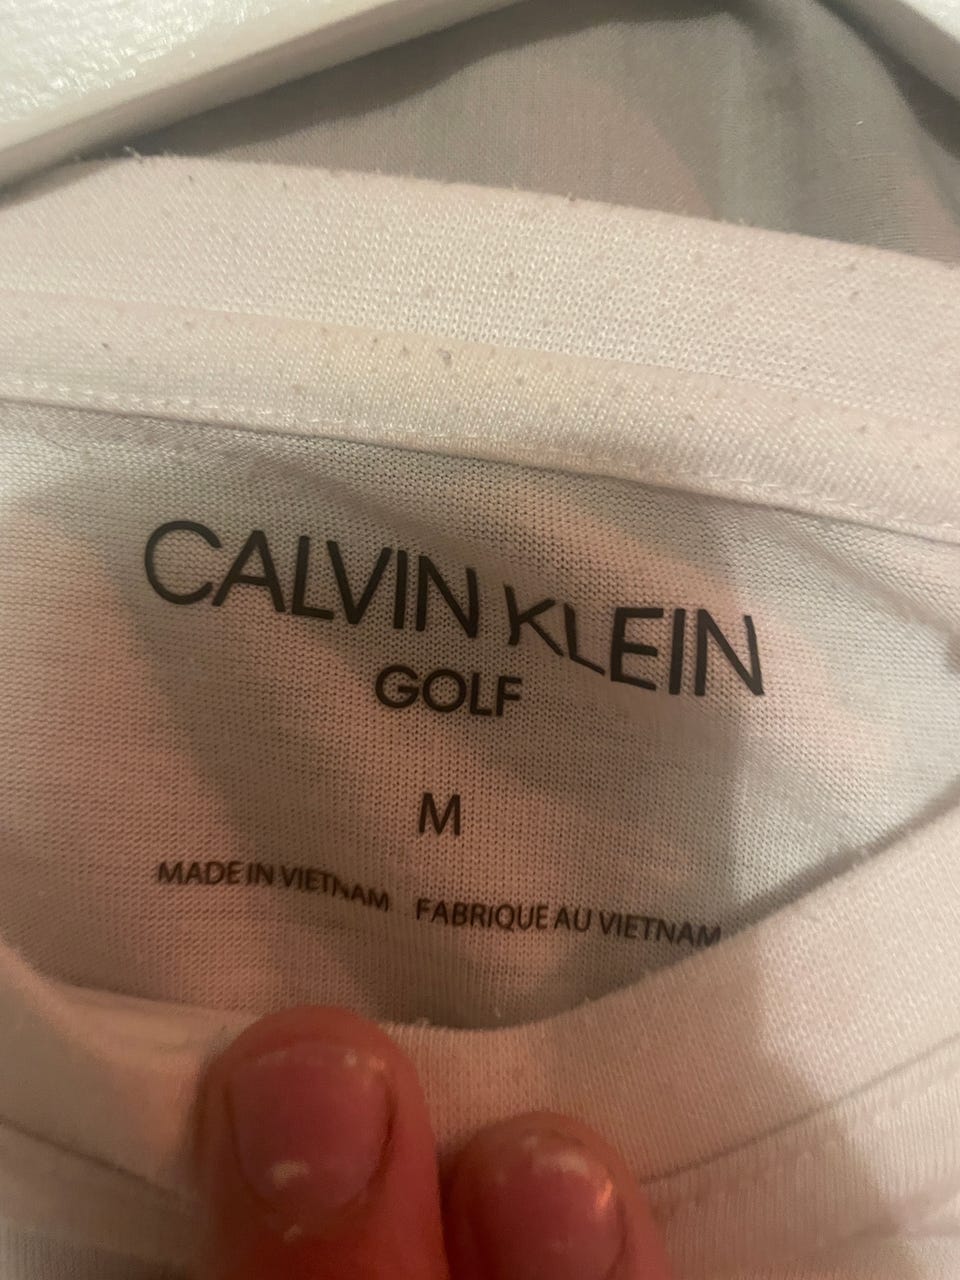 CALVIN KLEIN
GOLF
M
MADE IN VIETNAM FABRIQUE AU VIETNAM